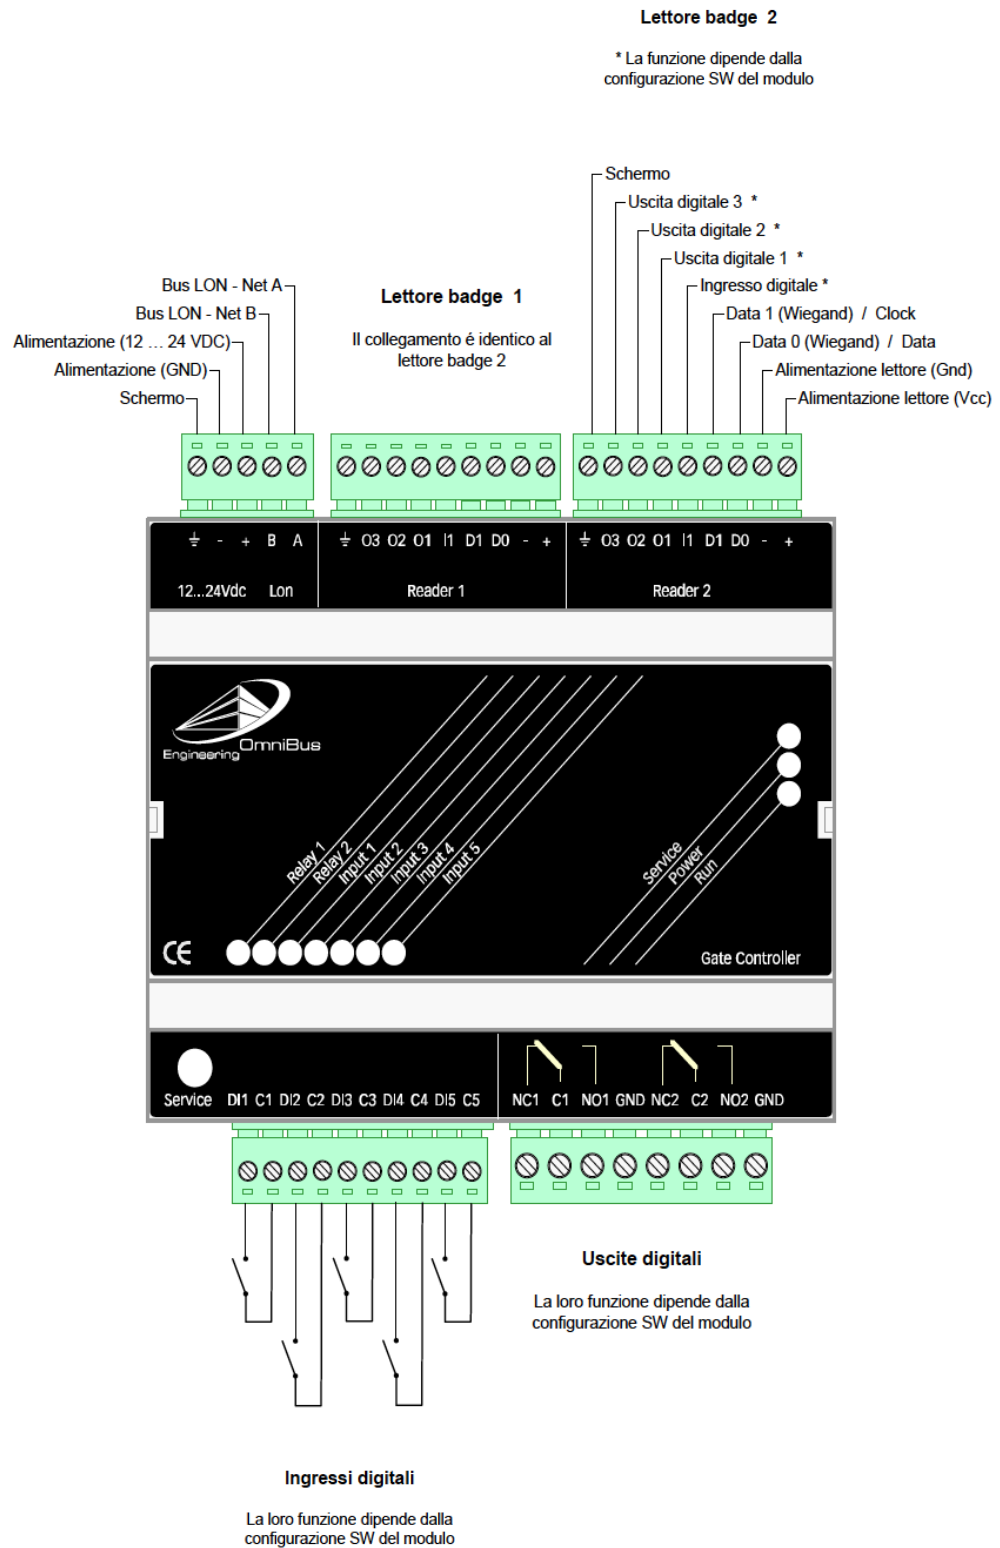 Lettore badge 2
* La funzione dipende dalla
configurazione SW del modulo
Schermo
Uscita digitale 3 *
Uscita digitale 2 *
Uscita digitale 1 *
Ingresso digitale *
Data 1 (Wiegand) / Clock
Data 0 (Wiegand) / Data
Alimentazione lettore (Gnd)
Alimentazione lettore (Vcc)
Bus LON - Net A
Bus LON - Net B
Alimentazione (12 ... 24 VDC)
Alimentazione (GND)
Schermo
Lettore badge 1
Il collegamento é identico al
lettore badge 2
- + B A
12...24Vdc Lon
O3 O2 O1 I1 D1 D0 - +
Reader 1
O3 O2 O1 I1 D1 D0 - +
Reader 2
Engineering OmniBus
Relay 1
Relay 2
Input 1
Input 2
Input 3
Input 4
Input 5
Service
Power
Run
CE
Gate Controller
Service DI1 C1 DI2 C2 DI3 C3 DI4 C4 DI5 C5
NC1 C1 NO1 GND NC2 C2 NO2 GND
Uscite digitali
La loro funzione dipende dalla
configurazione SW del modulo
Ingressi digitali
La loro funzione dipende dalla
configurazione SW del modulo